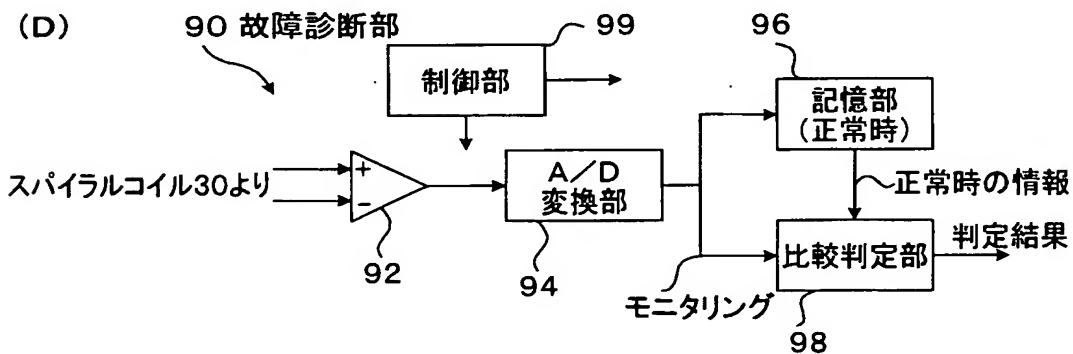 (D)
90 故障診断部
99
96
制御部
記憶部
(正常時)
スパイラルコイル30より
+
-
A/D
変換部
正常時の情報
92
94
モニタリング
比較判定部
判定結果
98